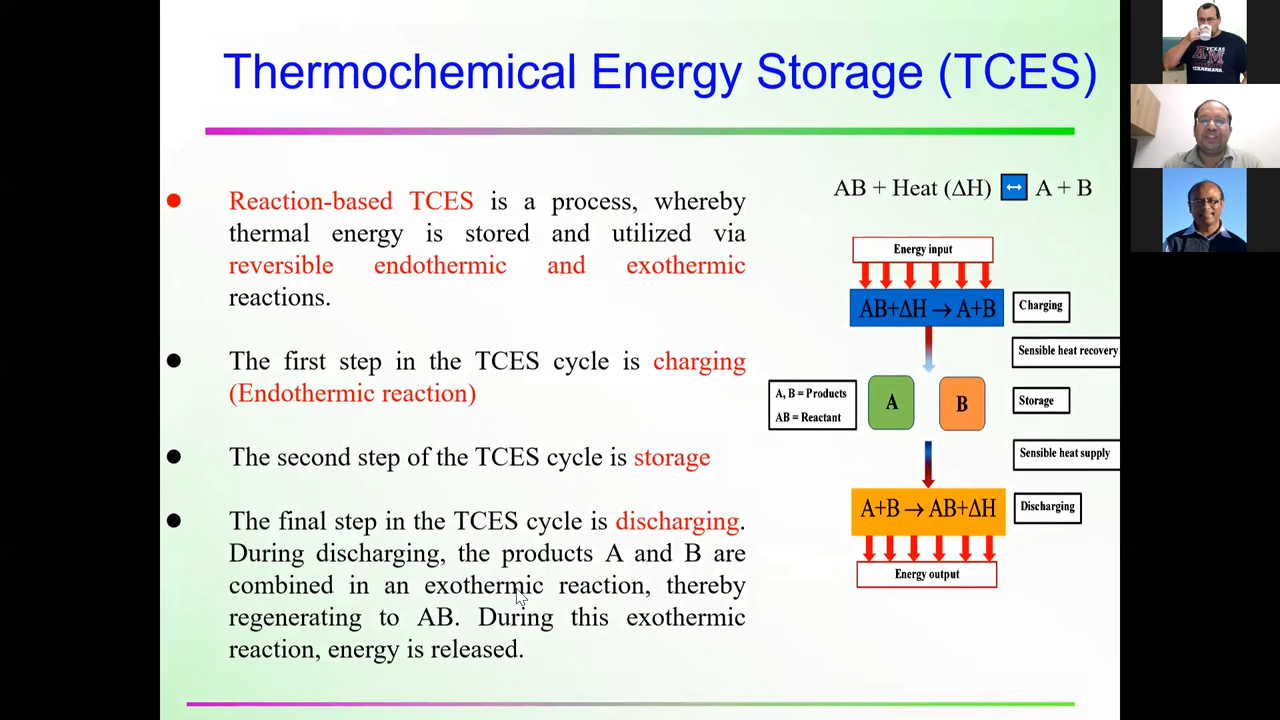 Thermochemical Energy Storage (TCES)
Reaction-based TCES is a process, whereby
thermal energy is stored and utilized via
reversible endothermic and exothermic
reactions.
The first step in the TCES cycle is charging
(Endothermic reaction)
The second step of the TCES cycle is storage
The final step in the TCES cycle is discharging.
During discharging, the products A and B are
combined in an exothermic reaction, thereby
regenerating to AB. During this exothermic
reaction, energy is released.
AB + Heat (ΔH) ↔ A + B
Energy input
AB+ΔH → A+B
Charging
Sensible heat recovery
A, B = Products
AB = Reactant
A
B
Storage
Sensible heat supply
A+B → AB+ΔH
Discharging
Energy output
TEXAS
A M
TEXARKANA